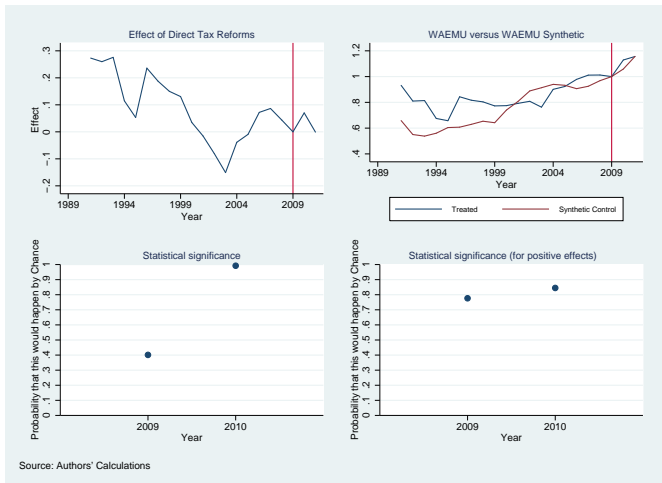 Effect of Direct Tax Reforms
Effect
.3
.2
.1
0
-.1
-.2
1989 1994 1999 2004 2009
Year
WAEMU versus WAEMU Synthetic
1.2
1
.8
.6
.4
1989 1994 1999 2004 2009
Year
Treated Synthetic Control
Statistical significance
Probability that this would happen by Chance
1
.9
.8
.7
.6
.5
.4
.3
.2
.1
0
2009 2010
Year
Statistical significance (for positive effects)
Probability that this would happen by Chance
1
.9
.8
.7
.6
.5
.4
.3
.2
.1
0
2009 2010
Year
Source: Authors' Calculations